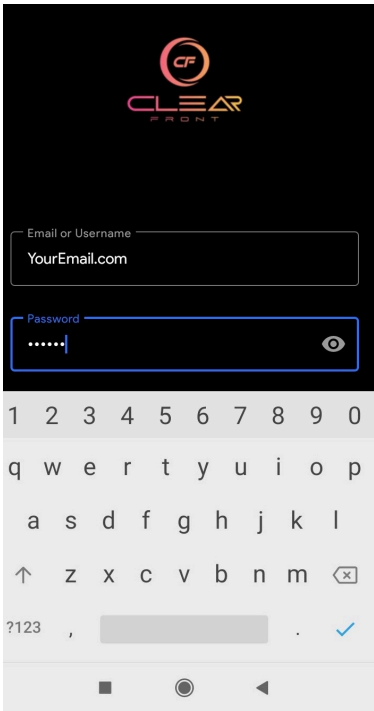 CF
CLEAR
FRONT
Email or Username
YourEmail.com
Password
••••••
1 2 3 4 5 6 7 8 9 0
q w e r t y u i o p
a s d f g h j k l
z x c v b n m
?123 , .